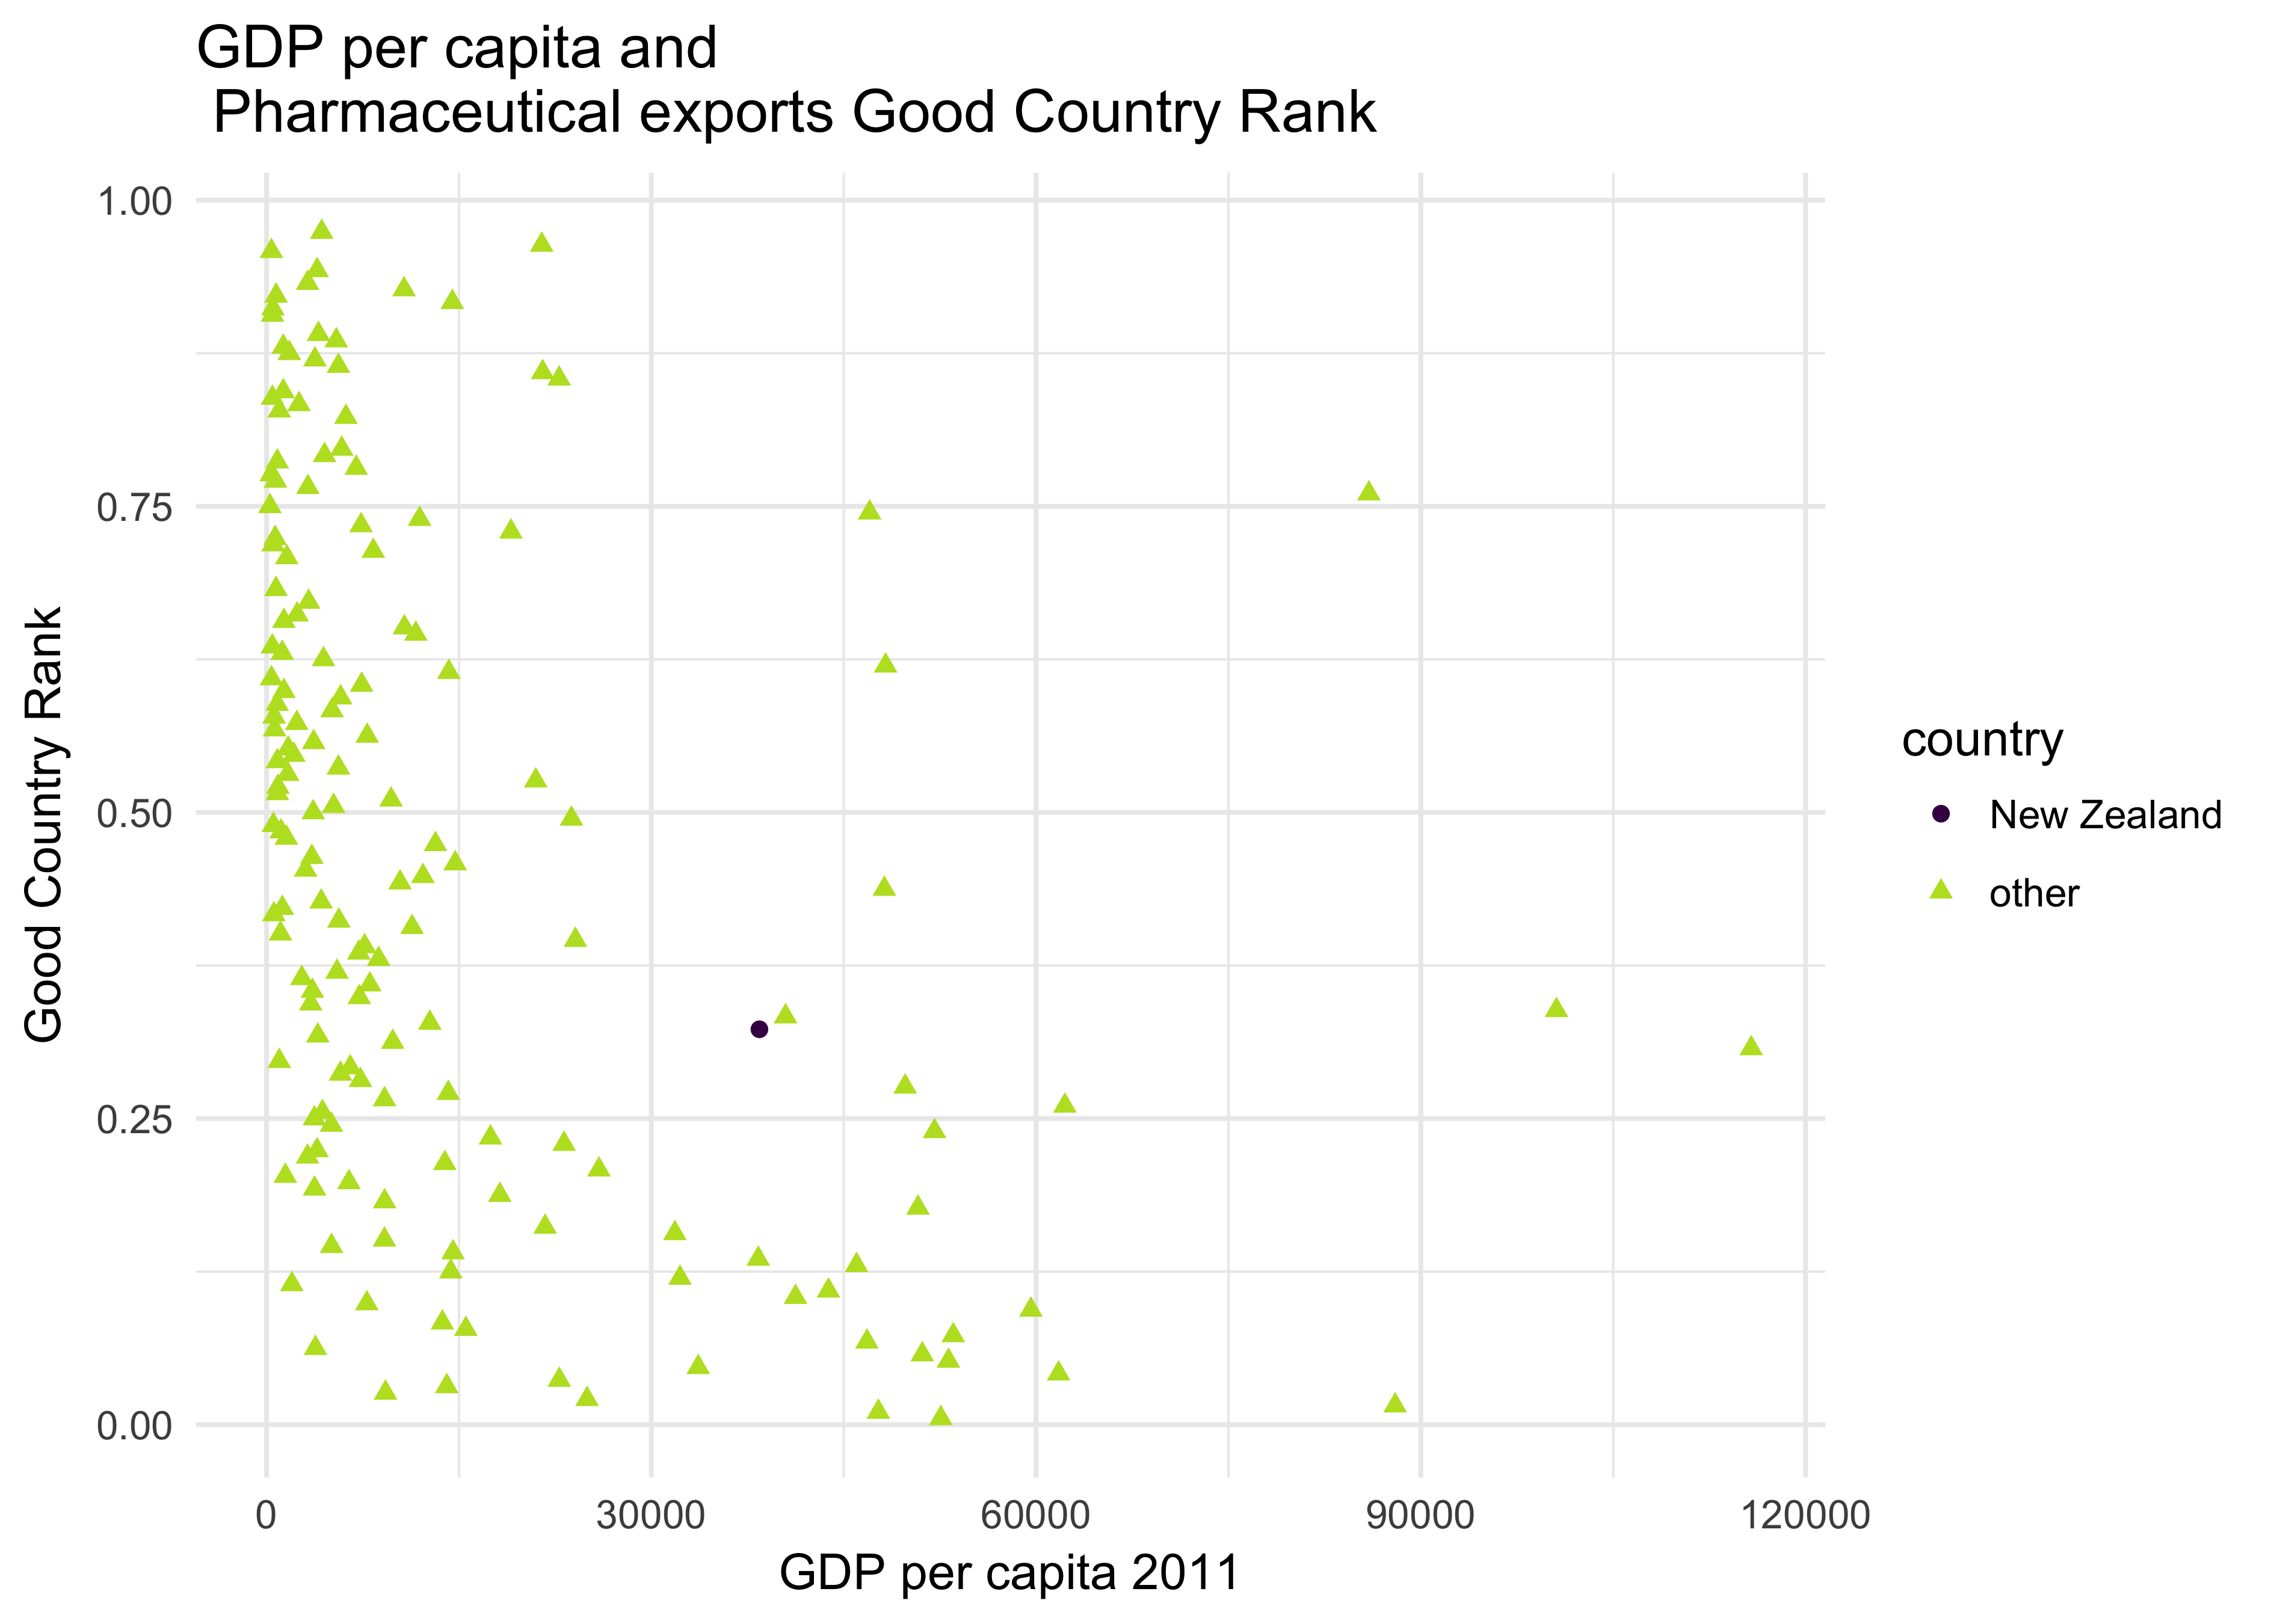 GDP per capita and
Pharmaceutical exports Good Country Rank
1.00
0.75
0.50
0.25
0.00
Good Country Rank
0
30000
60000
90000
120000
GDP per capita 2011
country
New Zealand
other